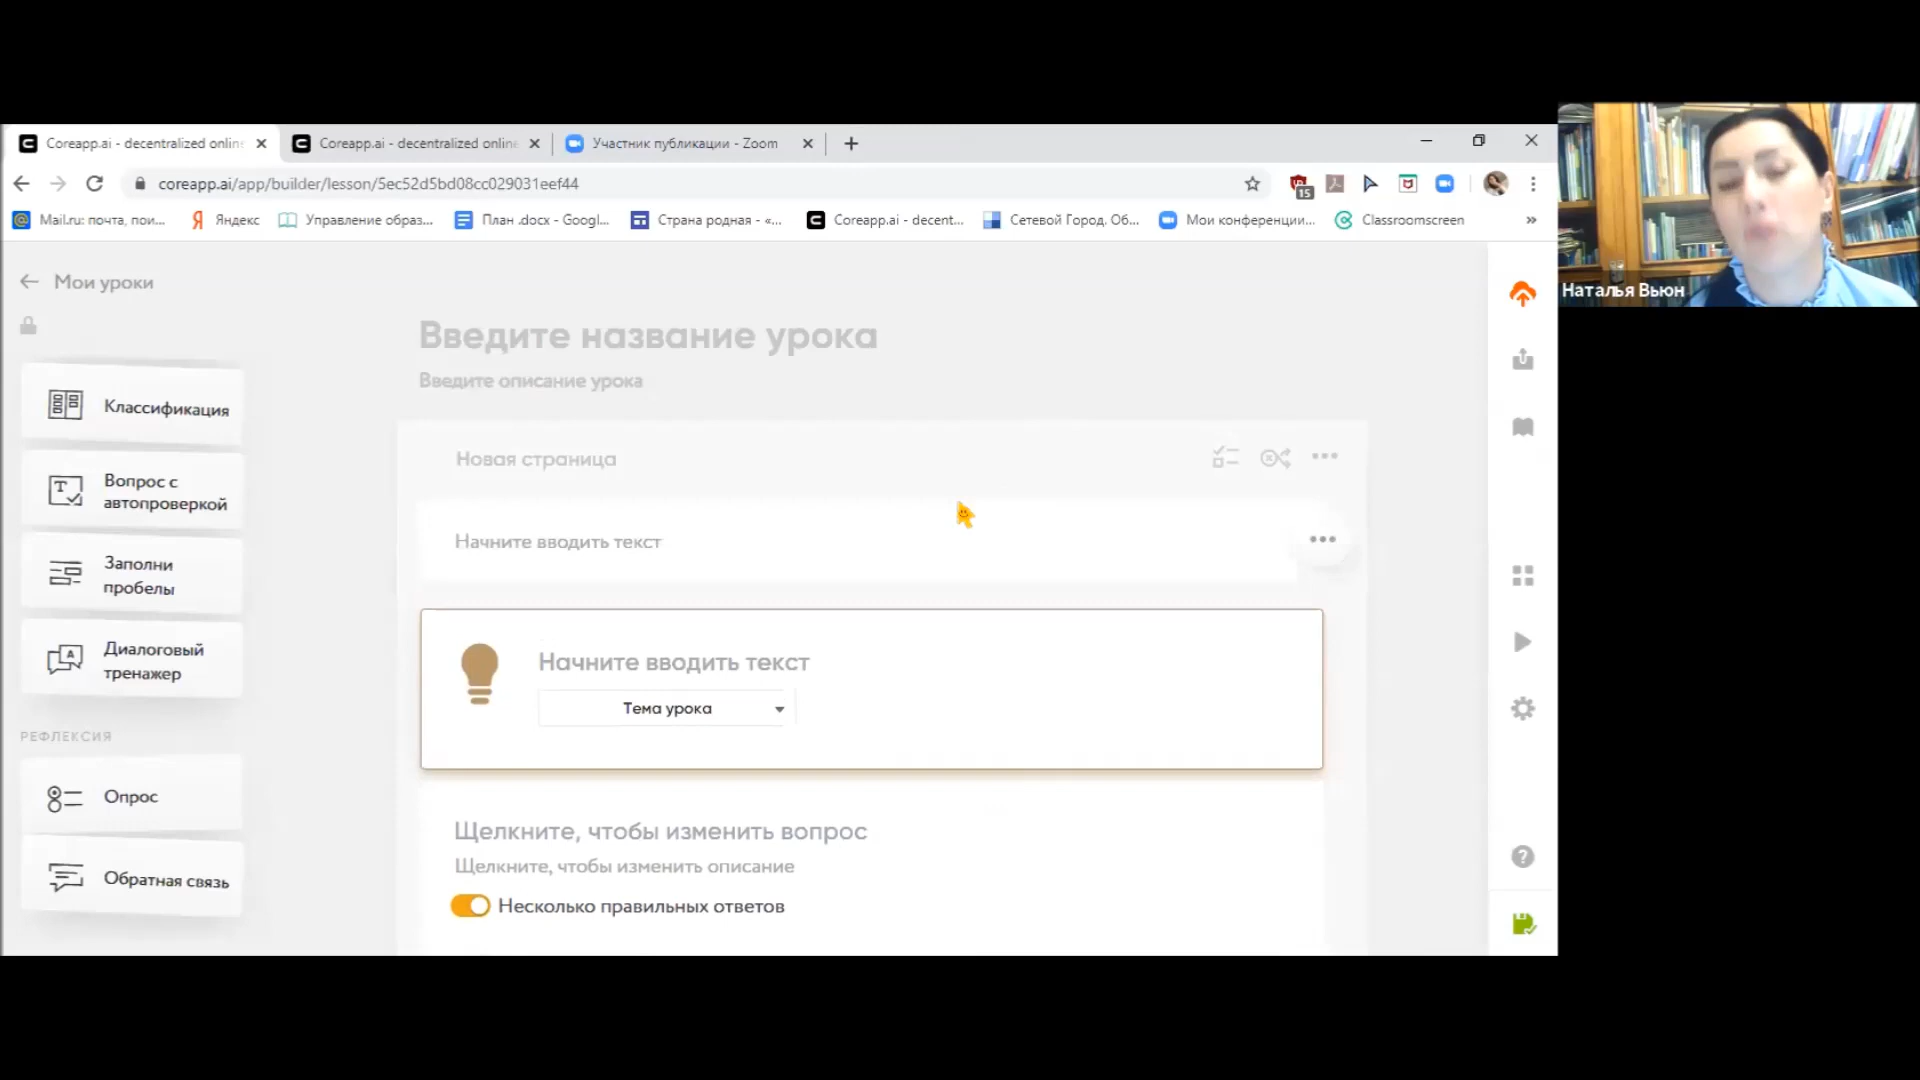 Coreapp.ai - decentralized onlin
Coreapp.ai - decentralized online
Участник публикации - Zoom
coreapp.ai/app/builder/lesson/5ec52d5bd08cc029031eef44
15
Mail.ru: почта, пои...
Яндекс
Управление образ...
План .docx - Googl...
Страна родная - «...
Coreapp.ai - decent...
Сетевой Город. Об...
Мои конференции...
Classroomscreen
»
Наталья Вьюн
Мои уроки
Введите название урока
Введите описание урока
Классификация
Новая страница
Вопрос с
автопроверкой
Начните вводить текст
Заполни
пробелы
Диалоговый
тренажер
Начните вводить текст
Тема урока
РЕФЛЕКСИЯ
Опрос
Щелкните, чтобы изменить вопрос
Щелкните, чтобы изменить описание
Обратная связь
Несколько правильных ответов